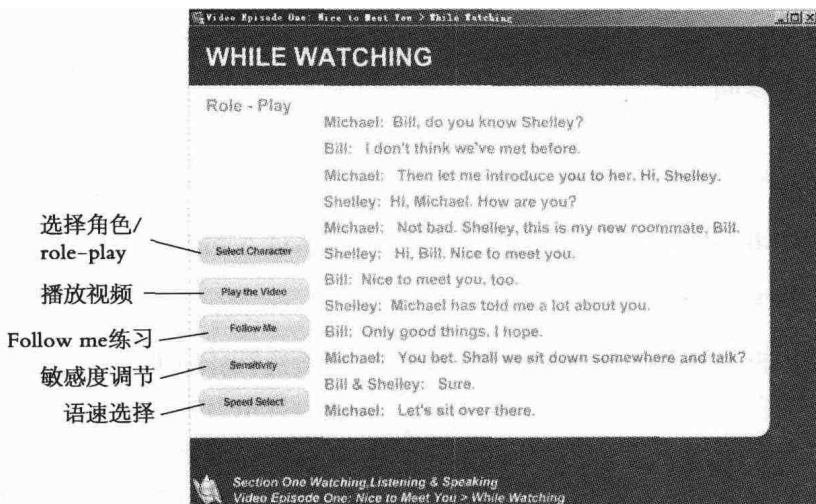 Video Episode One: Nice to Meet You > While Watching
WHILE WATCHING
Role - Play
Michael: Bill, do you know Shelley?
Bill: I don't think we've met before.
Michael: Then let me introduce you to her. Hi, Shelley.
Shelley: Hi, Michael. How are you?
Michael: Not bad. Shelley, this is my new roommate, Bill.
Shelley: Hi, Bill. Nice to meet you.
Bill: Nice to meet you, too.
Shelley: Michael has told me a lot about you.
Bill: Only good things, I hope.
Michael: You bet. Shall we sit down somewhere and talk?
Bill & Shelley: Sure.
Michael: Let's sit over there.
选择角色/
role-play
Select Character
播放视频
Play the Video
Follow me练习
Follow Me
敏感度调节
Sensitivity
语速选择
Speed Select
Section One Watching,Listening & Speaking
Video Episode One: Nice to Meet You > While Watching